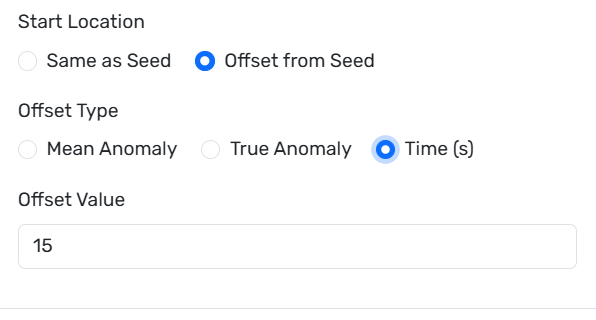 Start Location
Same as Seed Offset from Seed
Offset Type
Mean Anomaly True Anomaly Time (s)
Offset Value
15